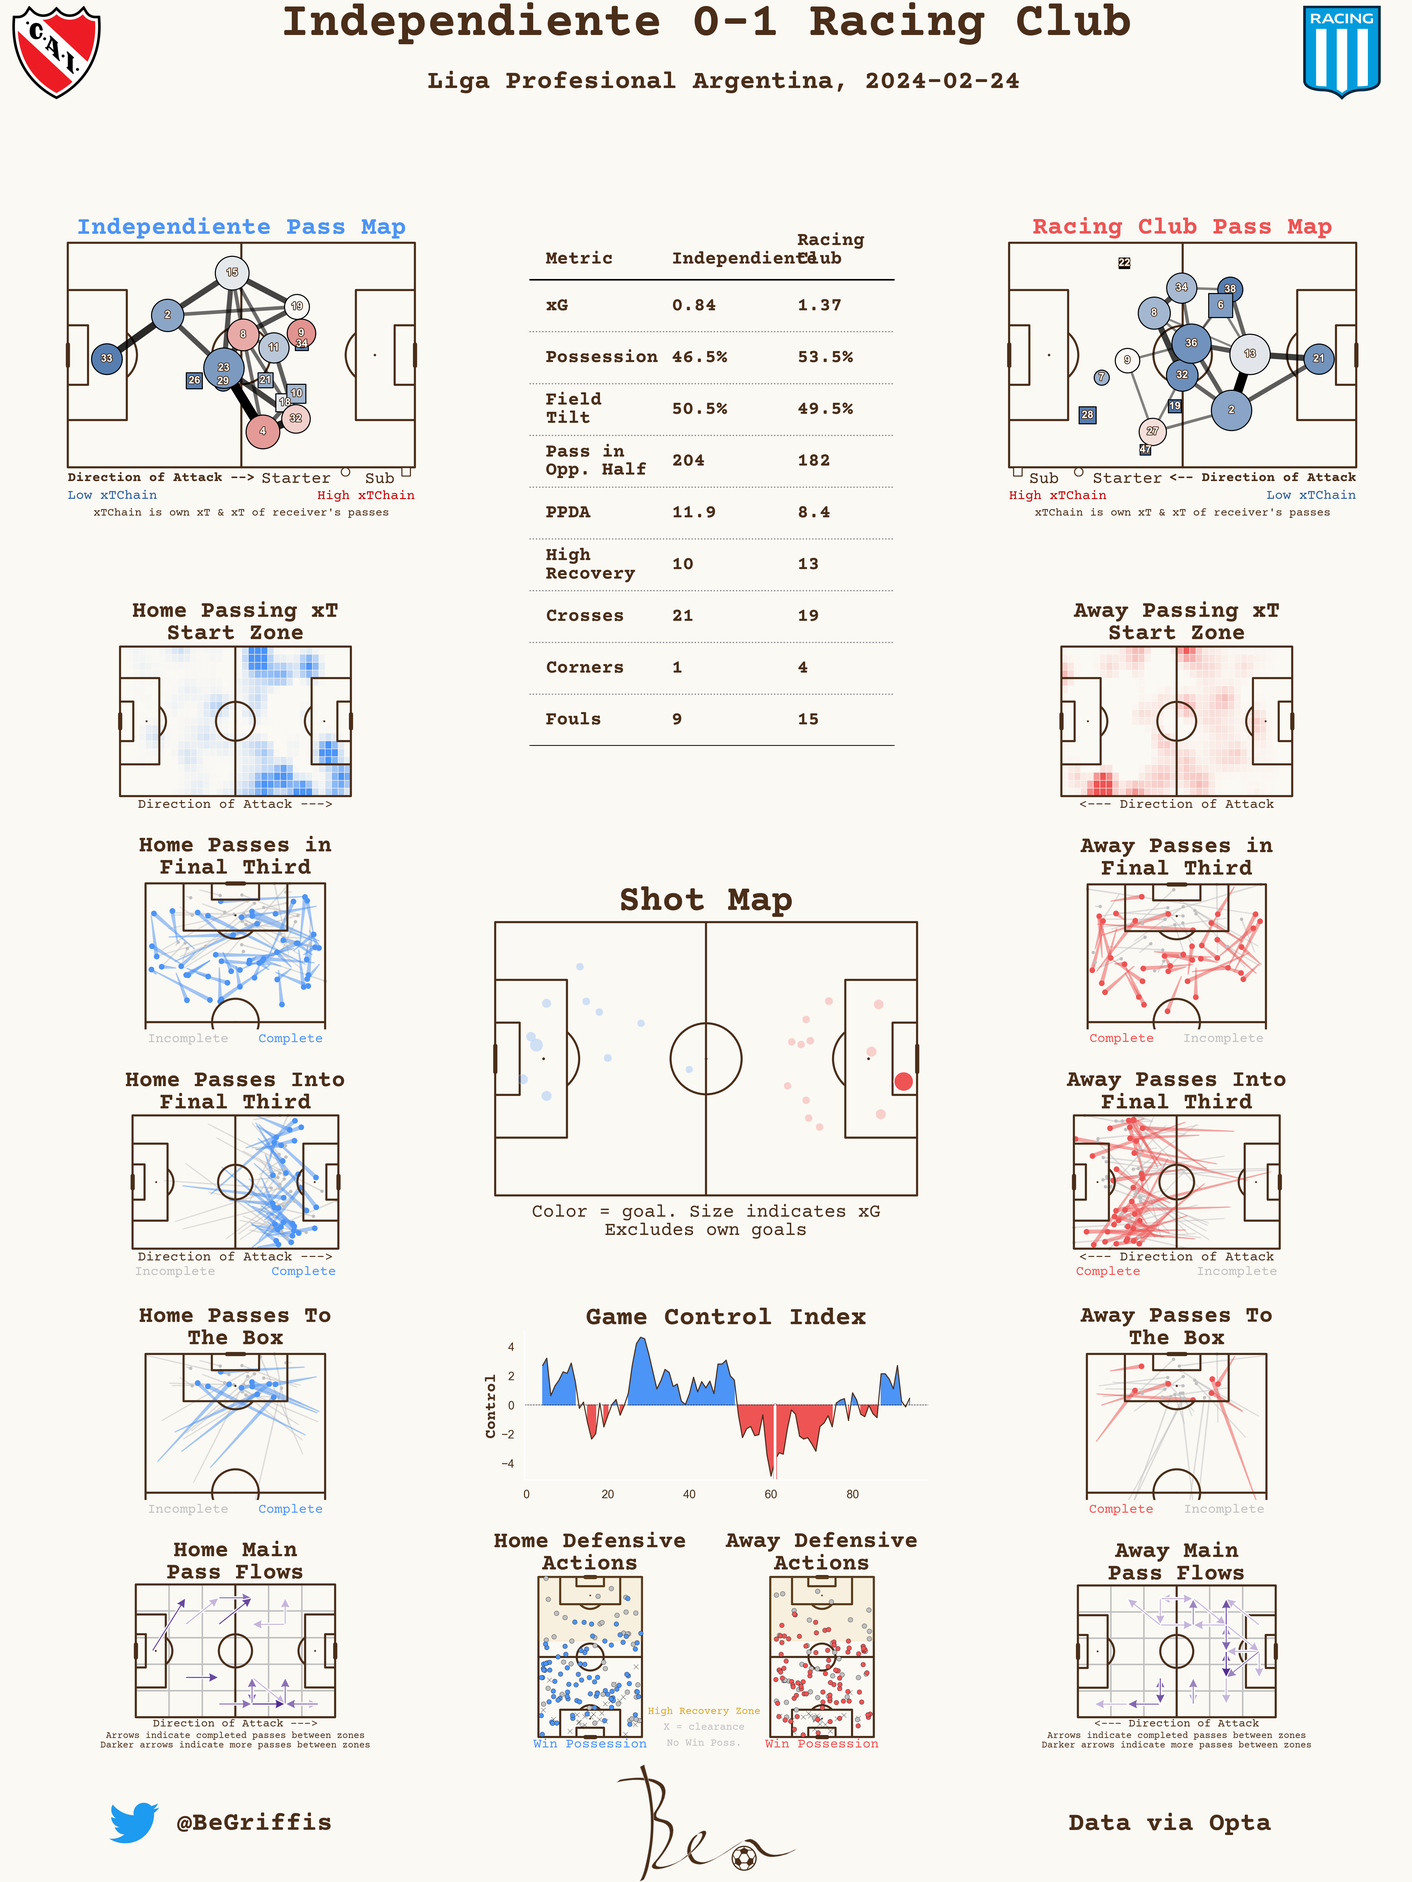 Independiente 0-1 Racing Club
Liga Profesional Argentina, 2024-02-24
C.A.I.
RACING
Independiente Pass Map
15
2
19
8
9
34
11
33
23
29
26
21
10
18
32
4
Direction of Attack --> Starter Sub
Low xTChain High xTChain
xTChain is own xT & xT of receiver's passes
Metric Independiente Racing Club
xG 0.84 1.37
Possession 46.5% 53.5%
Field Tilt 50.5% 49.5%
Pass in Opp. Half 204 182
PPDA 11.9 8.4
High Recovery 10 13
Crosses 21 19
Corners 1 4
Fouls 9 15
Racing Club Pass Map
22
34
38
6
8
36
13
21
9
7
32
28
19
2
27
47
Sub Starter <-- Direction of Attack
High xTChain Low xTChain
xTChain is own xT & xT of receiver's passes
Home Passing xT
Start Zone
Direction of Attack --->
Away Passing xT
Start Zone
<--- Direction of Attack
Home Passes in
Final Third
Incomplete Complete
Away Passes in
Final Third
Complete Incomplete
Shot Map
Color = goal. Size indicates xG
Excludes own goals
Home Passes Into
Final Third
Direction of Attack --->
Incomplete Complete
Away Passes Into
Final Third
<--- Direction of Attack
Complete Incomplete
Home Passes To
The Box
Incomplete Complete
Game Control Index
Control
4
2
0
−2
−4
0 20 40 60 80
Away Passes To
The Box
Complete Incomplete
Home Main
Pass Flows
Direction of Attack --->
Arrows indicate completed passes between zones
Darker arrows indicate more passes between zones
Home Defensive
Actions
Win Possession
High Recovery Zone
X = clearance
No Win Poss.
Away Defensive
Actions
Win Possession
Away Main
Pass Flows
<--- Direction of Attack
Arrows indicate completed passes between zones
Darker arrows indicate more passes between zones
@BeGriffis
Ben
Data via Opta